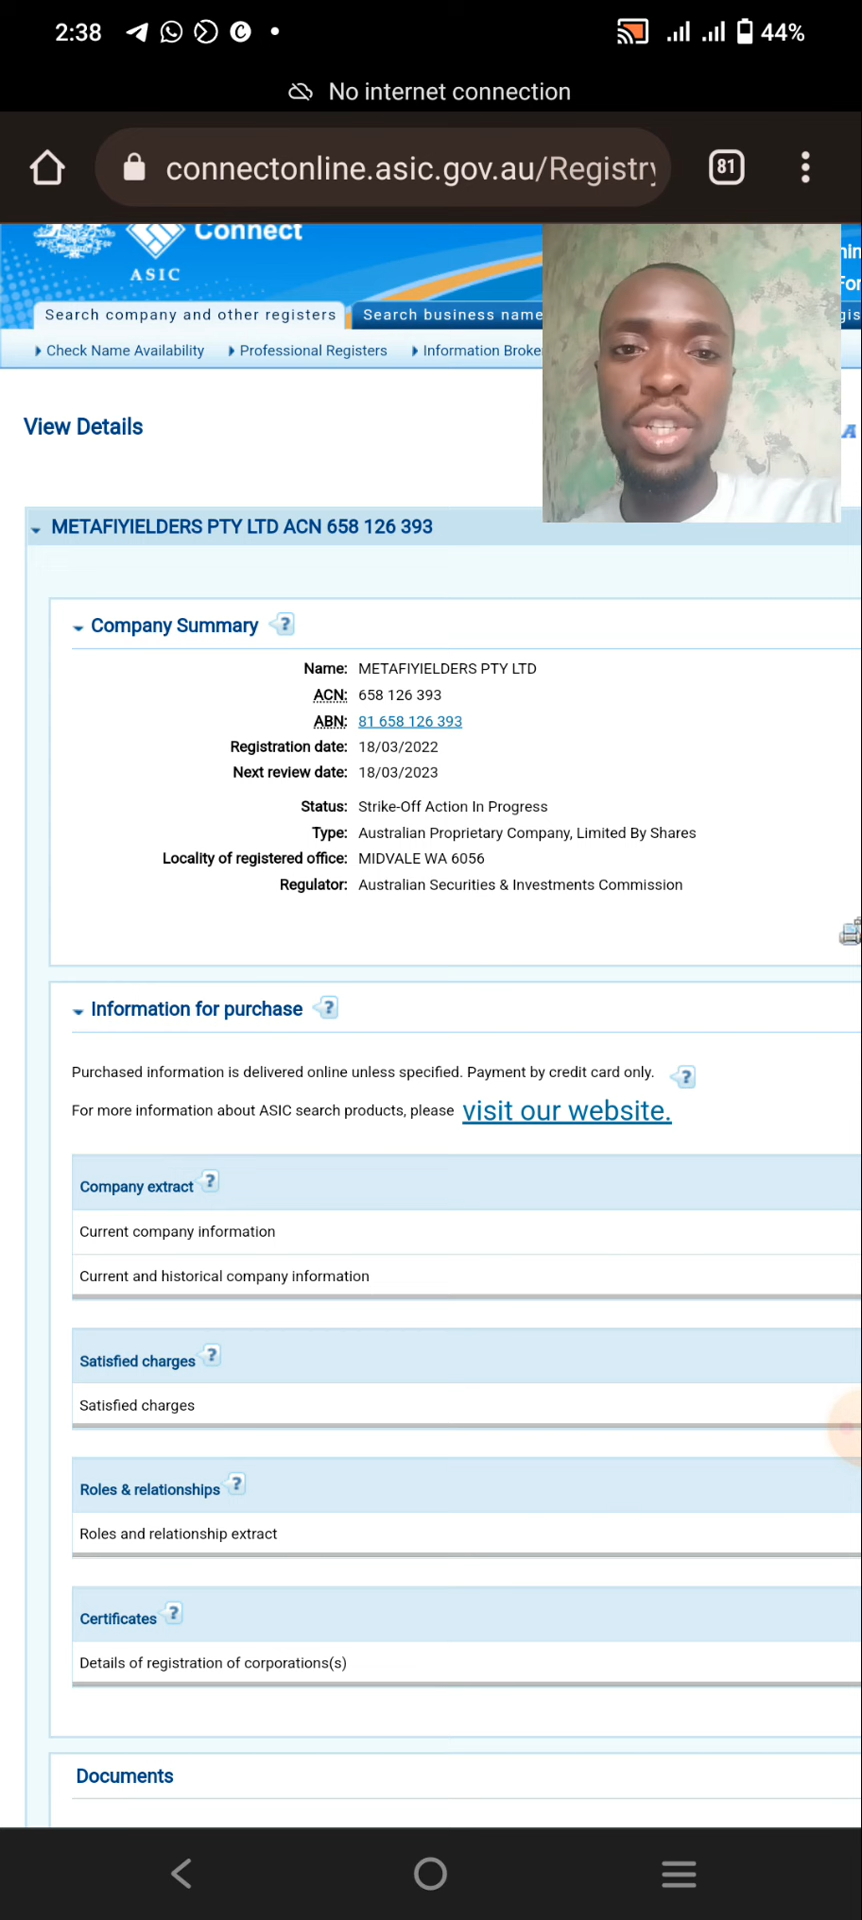 2:38
44%
No internet connection
connectonline.asic.gov.au/Registry
81
Connect
ASIC
Search company and other registers
Search business name
Check Name Availability
Professional Registers
Information Broke
View Details
METAFIYIELDERS PTY LTD ACN 658 126 393
Company Summary ?
Name: METAFIYIELDERS PTY LTD
ACN: 658 126 393
ABN: 81 658 126 393
Registration date: 18/03/2022
Next review date: 18/03/2023
Status: Strike-Off Action In Progress
Type: Australian Proprietary Company, Limited By Shares
Locality of registered office: MIDVALE WA 6056
Regulator: Australian Securities & Investments Commission
Information for purchase ?
Purchased information is delivered online unless specified. Payment by credit card only. ?
For more information about ASIC search products, please visit our website.
Company extract ?
Current company information
Current and historical company information
Satisfied charges ?
Satisfied charges
Roles & relationships ?
Roles and relationship extract
Certificates ?
Details of registration of corporations(s)
Documents